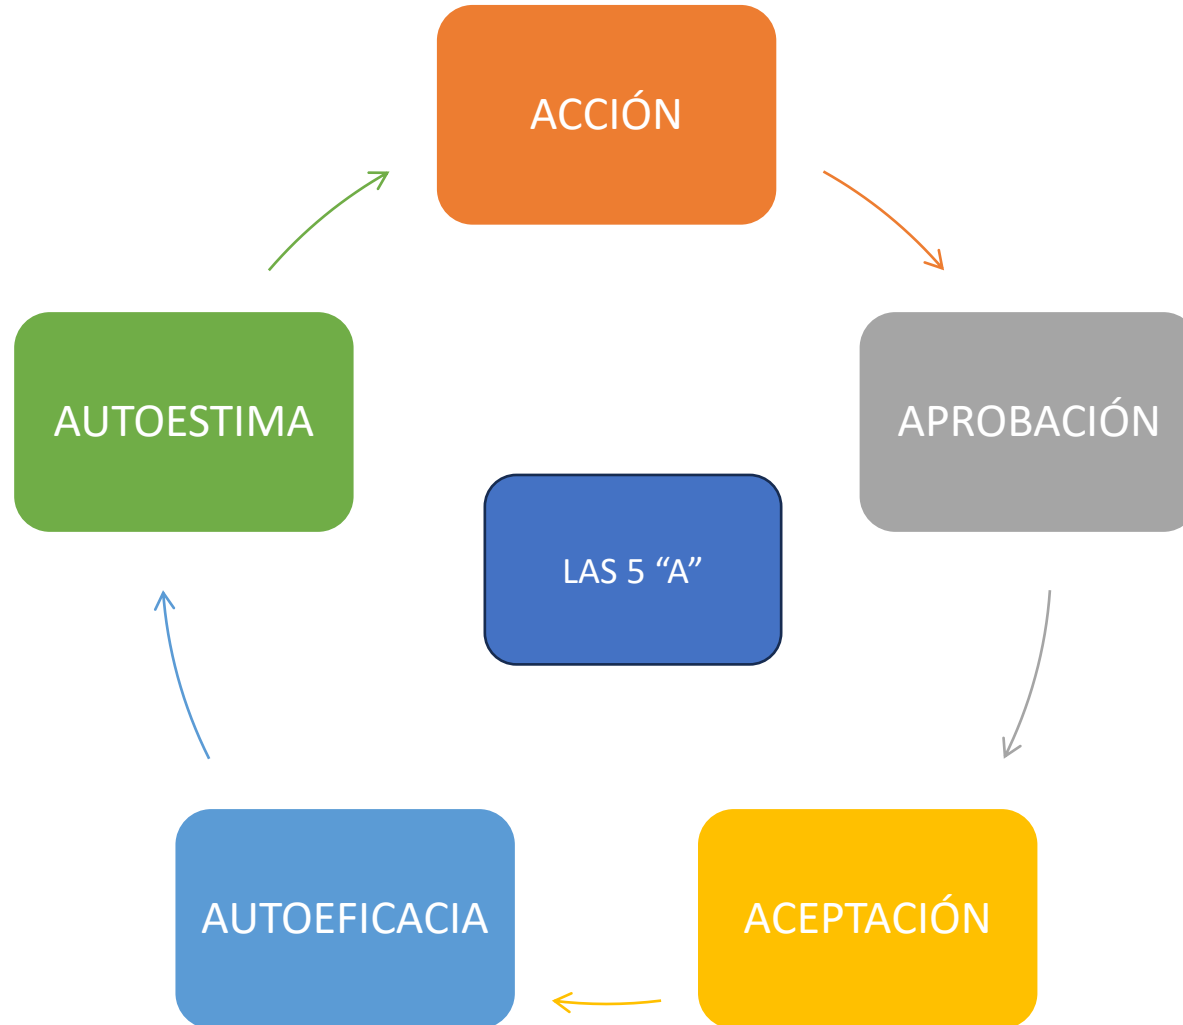 ACCIÓN
APROBACIÓN
ACEPTACIÓN
AUTOEFICACIA
AUTOESTIMA
LAS 5 “A”